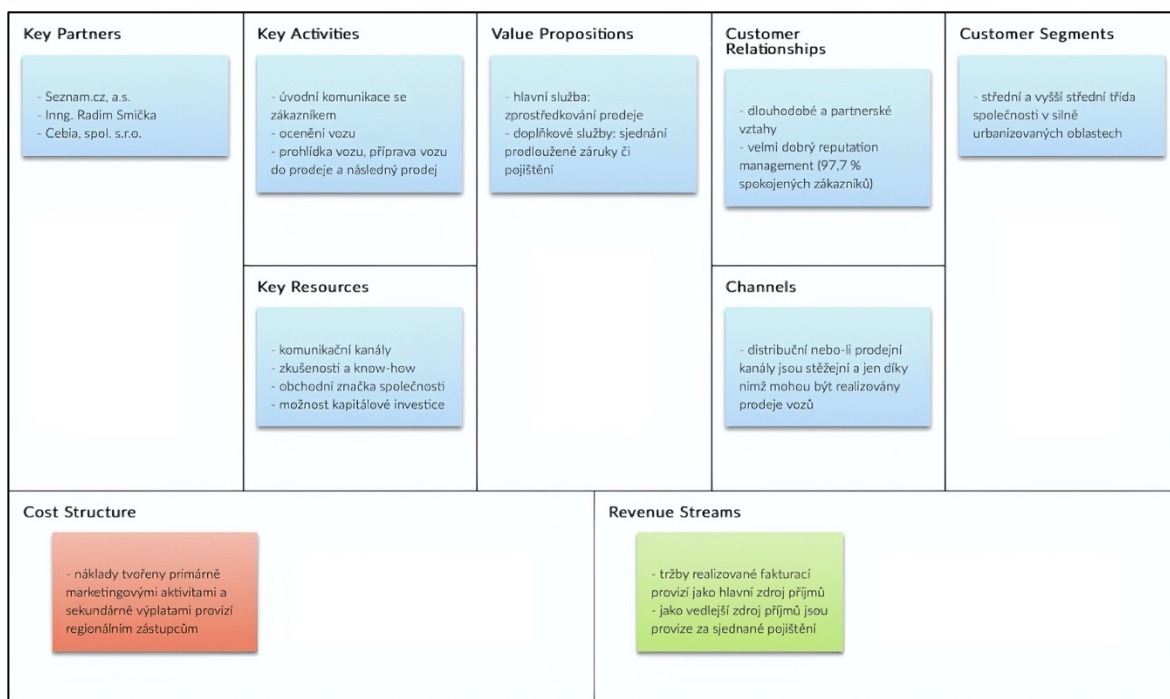 Key Partners
- Seznam.cz, a.s.
- Inng. Radim Smička
- Cebia, spol. s.r.o.
Key Activities
- úvodní komunikace se
zákazníkem
- ocenění vozu
- prohlídka vozu, příprava vozu
do prodeje a následný prodej
Key Resources
- komunikační kanály
- zkušenosti a know-how
- obchodní značka společnosti
- možnost kapitálové investice
Value Propositions
- hlavní služba:
zprostředkování prodeje
- doplňkové služby: sjednání
prodloužené záruky či
pojištění
Customer
Relationships
- dlouhodobé a partnerské
vztahy
- velmi dobrý reputation
management (97,7 %
spokojených zákazníků)
Channels
- distribuční nebo-li prodejní
kanály jsou stěžejní a jen díky
nimž mohou být realizovány
prodeje vozů
Customer Segments
- střední a vyšší střední třída
společnosti v silně
urbanizovaných oblastech
Cost Structure
- náklady tvořeny primárně
marketingovými aktivitami a
sekundárně výplatami provizí
regionálním zástupcům
Revenue Streams
- tržby realizované fakturací
provizí jako hlavní zdroj příjmů
- jako vedlejší zdroj příjmů jsou
provize za sjednané pojištění